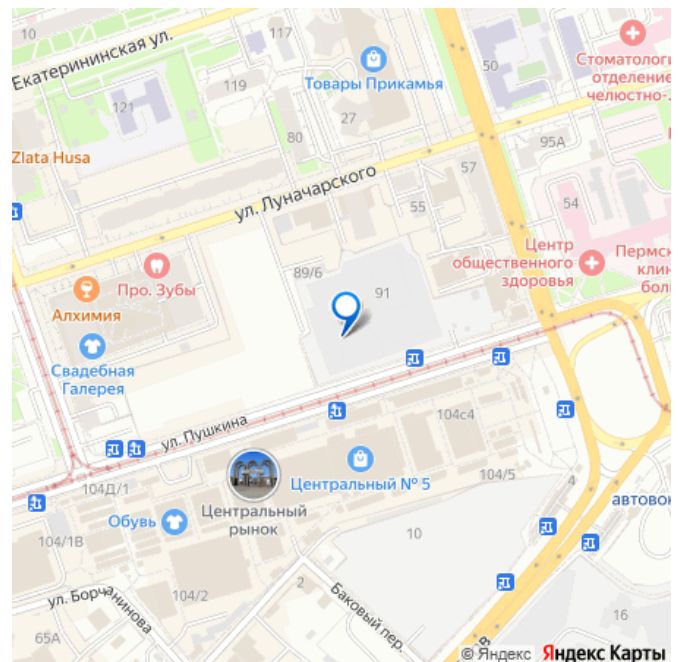 10
117
Екатерининская ул.
50
Стоматологи
отделение
челюстно-
119
Товары Прикамья
121
27
80
95А
Zlata Husa
57
ул. Луначарского
55
54
Центр
общественного
здоровья
Пермск
клин
боль
89/6
91
Про. Зубы
Алхимия
Свадебная
Галерея
ул. Пушкина
104с4
Центральный № 5
104/5
4
104Д/1
Центральный
рынок
автовок
Обувь
10
104/1В
2
104/2
Баковый пер.
ул. Борчанинова
16
65А
В
© Яндекс Яндекс Карты